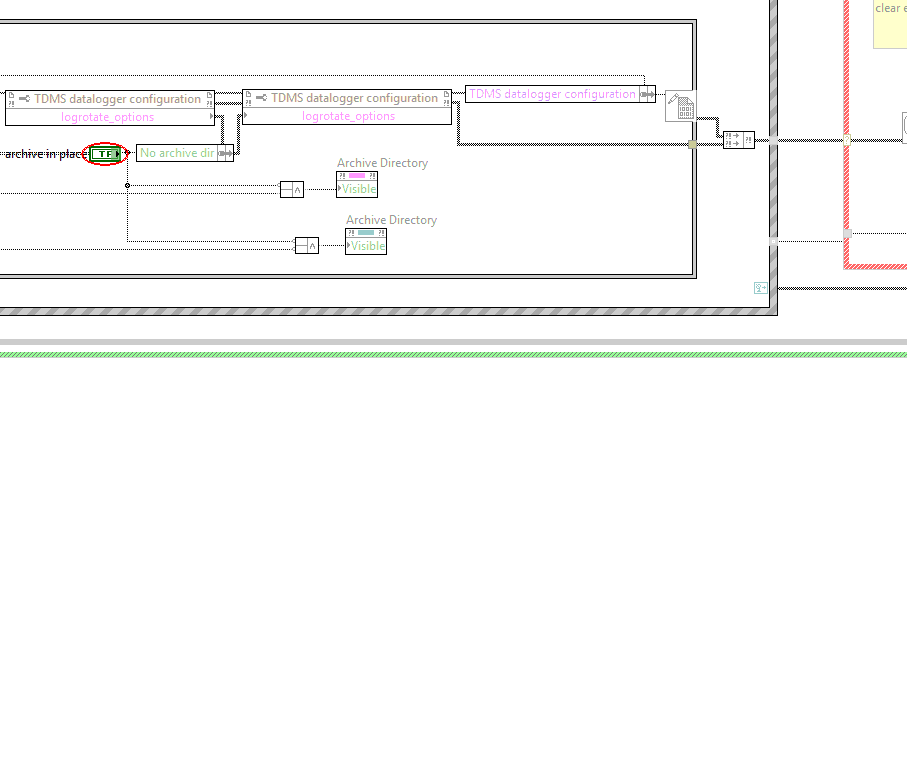 clear e
TDMS datalogger configuration
logrotate_options
TDMS datalogger configuration
logrotate_options
TDMS datalogger configuration
archive in place
TF
No archive dir
Archive Directory
A
Visible
Archive Directory
A
Visible